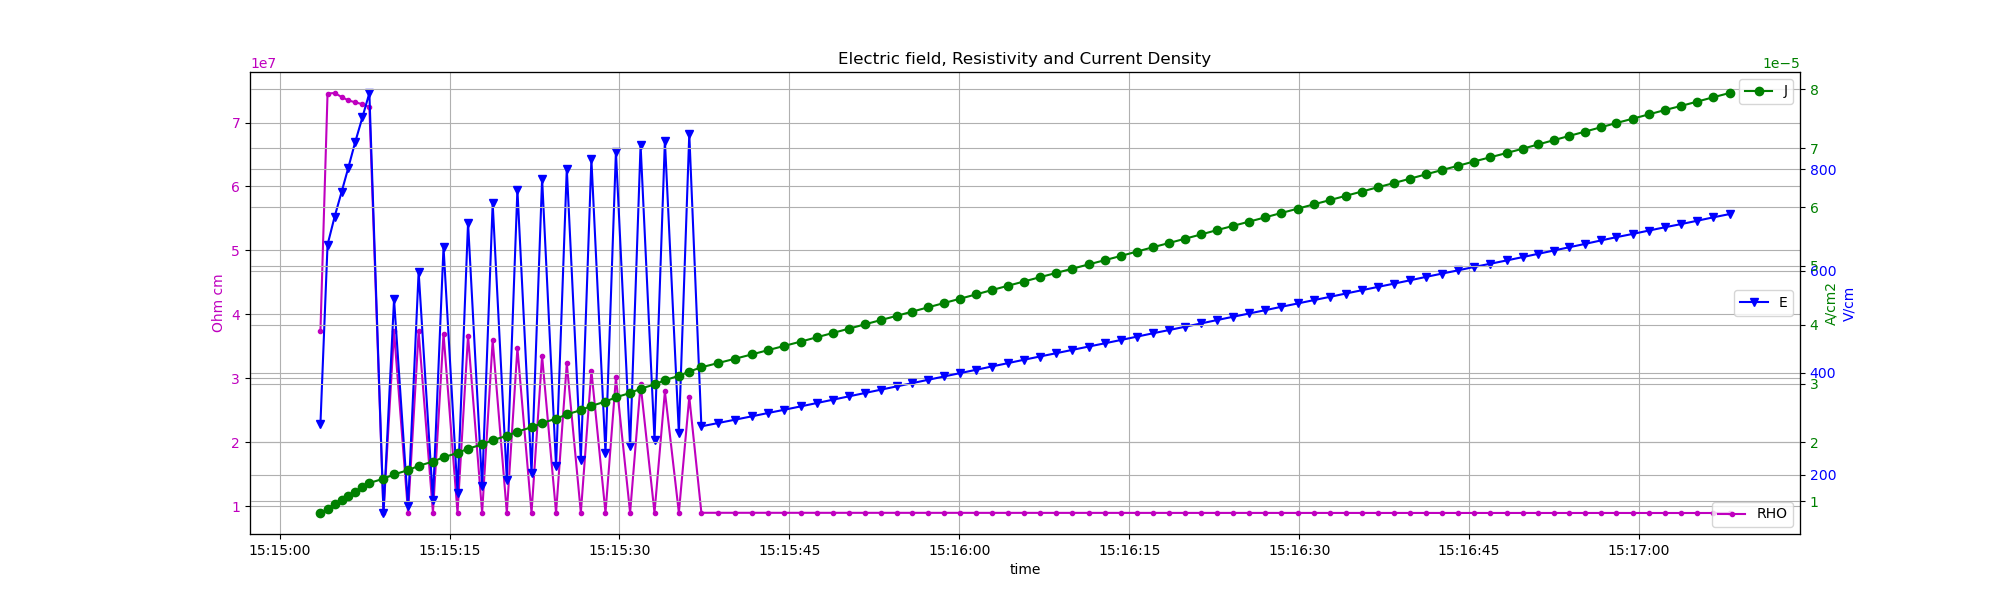 Electric field, Resistivity and Current Density
1e7
1e−5
7
6
5
4
3
2
1
Ohm cm
8
7
6
5
4
3
2
1
A/cm2
800
600
400
200
V/cm
J
E
RHO
15:15:00 15:15:15 15:15:30 15:15:45 15:16:00 15:16:15 15:16:30 15:16:45 15:17:00
time